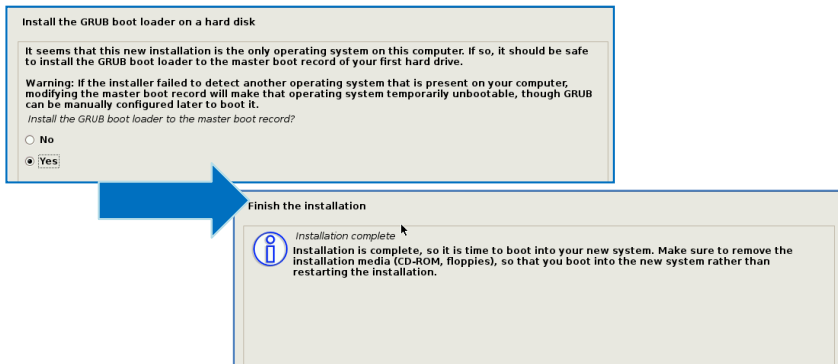 Install the GRUB boot loader on a hard disk
It seems that this new installation is the only operating system on this computer. If so, it should be safe
to install the GRUB boot loader to the master boot record of your first hard drive.
Warning: If the installer failed to detect another operating system that is present on your computer,
modifying the master boot record will make that operating system temporarily unbootable, though GRUB
can be manually configured later to boot it.
Install the GRUB boot loader to the master boot record?
No
Yes
Finish the installation
Installation complete
Installation is complete, so it is time to boot into your new system. Make sure to remove the
installation media (CD-ROM, floppies), so that you boot into the new system rather than
restarting the installation.